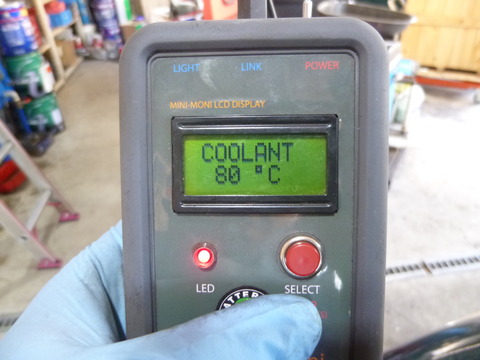 LIGHT LINK POWER
MINI-MONI LCD DISPLAY
COOLANT
80 °C
LED SELECT